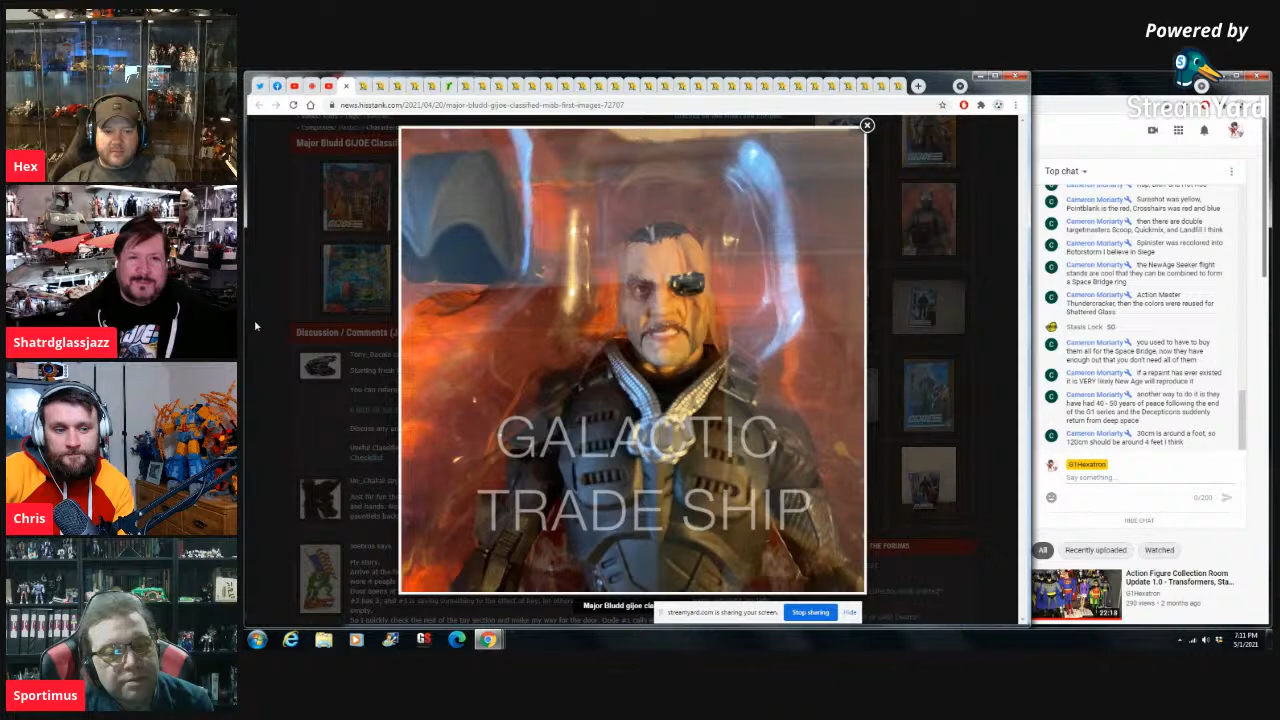 Powered by
StreamYard
Hex
Shatrdglassjazz
Chris
Sportimus
news.hisstank.com/2021/04/20/major-bludd-gijoe-classified-misb-first-images-72707
Major Bludd GIJOE Classif
Discussion / Comments (
GALACTIC
TRADE SHIP
Major Bludd gijoe cla
streamyard.com is sharing your screen.
Stop sharing
Hide
THE FORUMS
Top chat
Cameron Moriarty Sureshot was yellow,
Pointblank is the red, Crosshairs was red and blue
Cameron Moriarty then there are double
targetmasters Scoop, Quickmix, and Landfill I think
Cameron Moriarty Spinister was recolored into
Rotorstorm I believe in Siege
Cameron Moriarty the NewAge Seeker flight
stands are cool that they can be combined to form
a Space Bridge ring
Cameron Moriarty Action Master
Thundercracker, then the colors were reused for
Shattered Glass
Stasis Lock SG
Cameron Moriarty you used to have to buy
them all for the Space Bridge, now they have
enough out that you don't need all of them
Cameron Moriarty if a repaint has ever existed
it is VERY likely New Age will reproduce it
Cameron Moriarty another way to do it is they
have had 40 - 50 years of peace following the end
of the G1 series and the Decepticons suddenly
return from deep space
Cameron Moriarty 30cm is around a foot, so
120cm should be around 4 feet I think
G1Hexatron
Say something...
0/200
HIDE CHAT
All
Recently uploaded
Watched
Action Figure Collection Room
Update 1.0 - Transformers, Sta...
G1Hexatron
290 views • 2 months ago
22:18
7:11 PM
5/1/2021